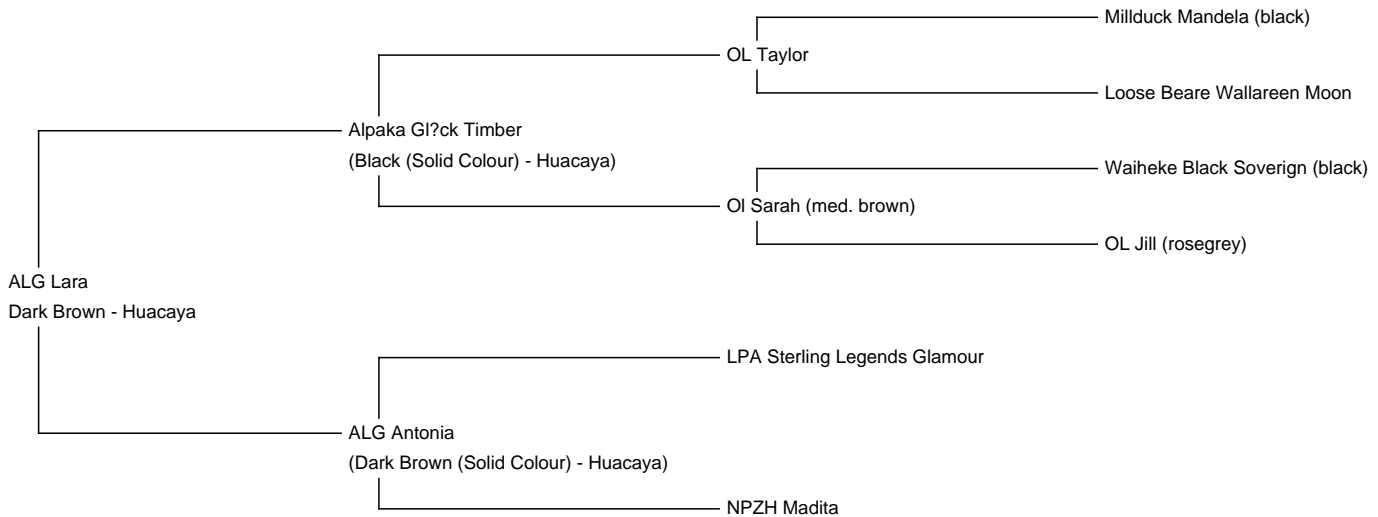 Millduck Mandela (black)
OL Taylor
Loose Beare Wallareen Moon
Alpaka Gl?ck Timber
(Black (Solid Colour) - Huacaya)
Waiheke Black Soverign (black)
Ol Sarah (med. brown)
OL Jill (rosegrey)
ALG Lara
Dark Brown - Huacaya
LPA Sterling Legends Glamour
ALG Antonia
(Dark Brown (Solid Colour) - Huacaya)
NPZH Madita